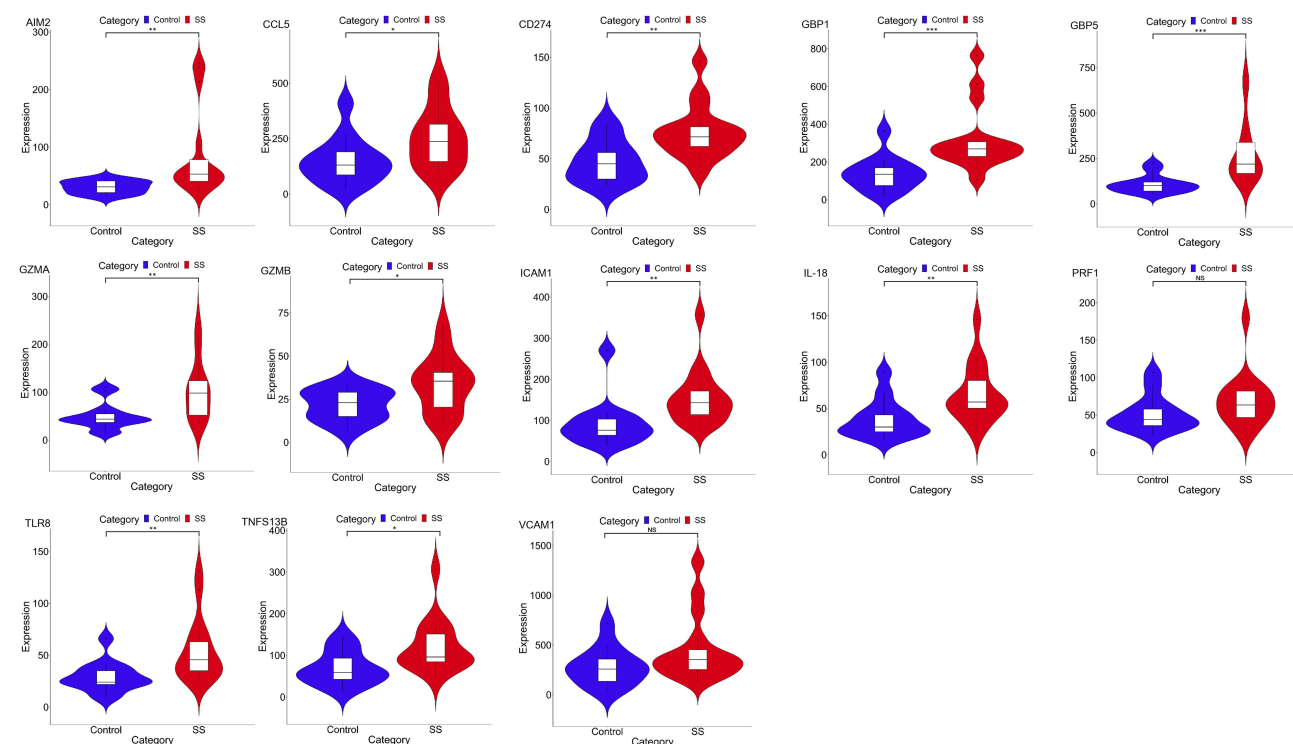 AIM2
Category Control SS
**
300
200
100
0
Expression
Control SS
Category
CCL5
Category Control SS
*
500
250
0
Expression
Control SS
Category
CD274
Category Control SS
**
150
100
50
0
Expression
Control SS
Category
GBP1
Category Control SS
***
800
600
400
200
0
Expression
Control SS
Category
GBP5
Category Control SS
***
750
500
250
0
Expression
Control SS
Category
GZMA
Category Control SS
**
300
200
100
0
Expression
Control SS
Category
GZMB
Category Control SS
*
75
50
25
0
Expression
Control SS
Category
ICAM1
Category Control SS
**
400
300
200
100
0
Expression
Control SS
Category
IL-18
Category Control SS
**
150
100
50
0
Expression
Control SS
Category
PRF1
Category Control SS
NS
200
150
100
50
0
Expression
Control SS
Category
TLR8
Category Control SS
**
150
100
50
0
Expression
Control SS
Category
TNFS13B
Category Control SS
*
400
300
200
100
0
Expression
Control SS
Category
VCAM1
Category Control SS
NS
1500
1000
500
0
Expression
Control SS
Category